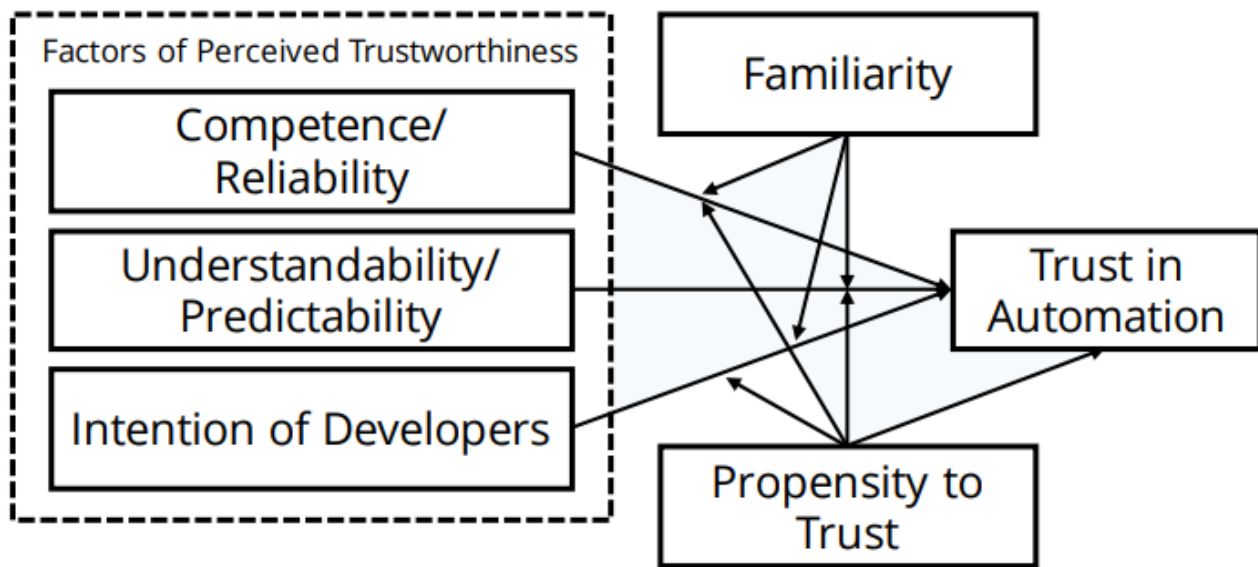 Factors of Perceived Trustworthiness
Competence/
Reliability
Understandability/
Predictability
Intention of Developers
Familiarity
Trust in
Automation
Propensity to
Trust